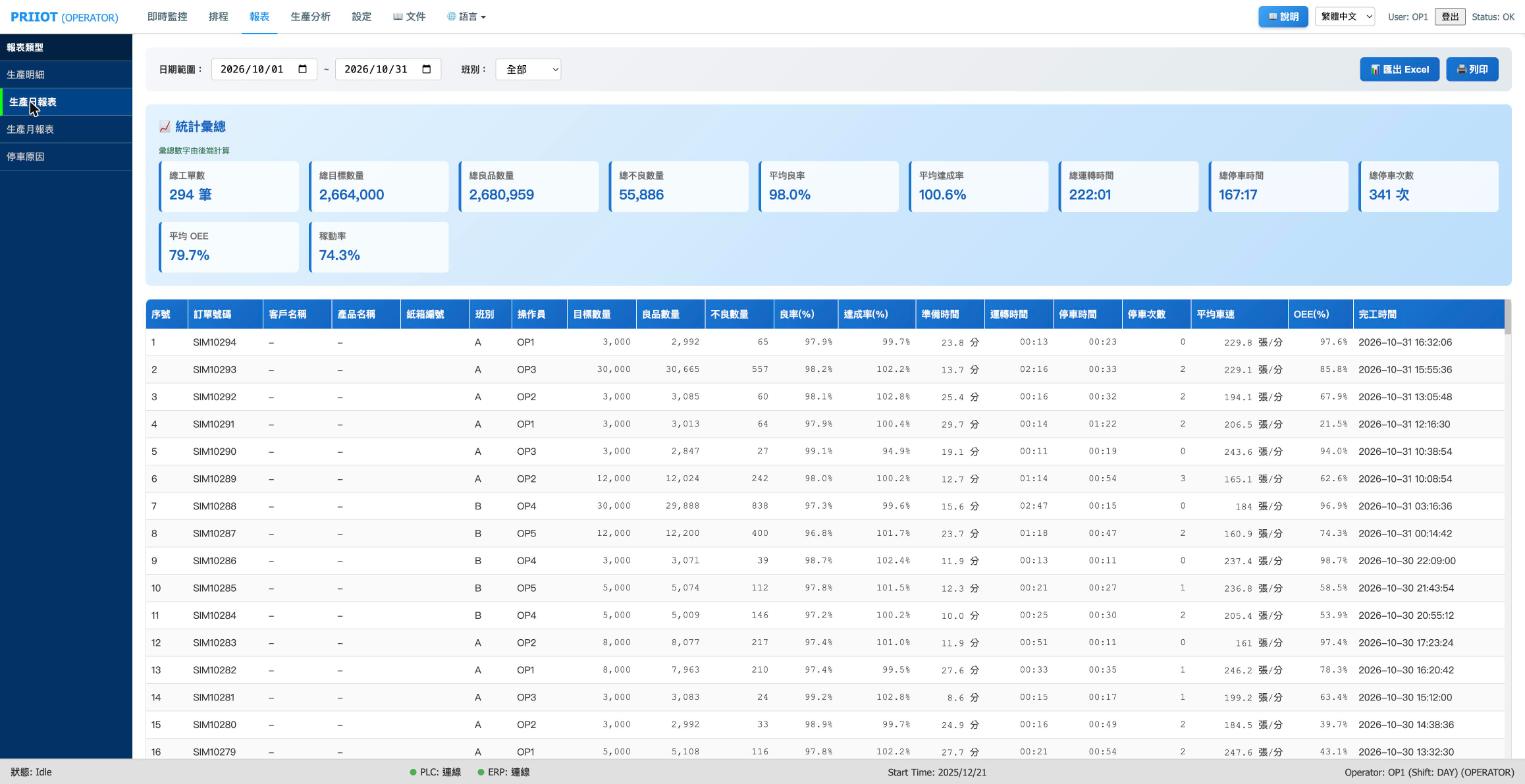 PRIIOT (OPERATOR) 即時監控 排程 報表 生產分析 設定 📖 文件 🌐 語言 📖 說明 繁體中文 User: OP1 登出 Status: OK
報表類型
生產明細
生產報表
生產月報表
停車原因
日期範圍： 2026/10/01 ~ 2026/10/31 班別： 全部 📊 匯出 Excel 🖨️ 列印
📈 統計彙總
彙總數字由後端計算
總工單數 總目標數量 總良品數量 總不良數量 平均良率 平均達成率 總運轉時間 總停車時間 總停車次數
294 筆 2,664,000 2,680,959 55,886 98.0% 100.6% 222:01 167:17 341 次
平均 OEE 稼動率
79.7% 74.3%
序號 訂單號碼 客戶名稱 產品名稱 紙箱編號 班別 操作員 目標數量 良品數量 不良數量 良率(%) 達成率(%) 準備時間 運轉時間 停車時間 停車次數 平均車速 OEE(%) 完工時間
1 SIM10294 – – A OP1 3,000 2,992 65 97.9% 99.7% 23.8 分 00:13 00:23 0 229.8 張/分 97.6% 2026-10-31 16:32:06
2 SIM10293 – – A OP3 30,000 30,665 557 98.2% 102.2% 13.7 分 02:16 00:33 2 229.1 張/分 85.8% 2026-10-31 15:55:36
3 SIM10292 – – A OP2 3,000 3,085 60 98.1% 102.8% 25.4 分 00:16 00:32 2 194.1 張/分 67.9% 2026-10-31 13:05:48
4 SIM10291 – – A OP1 3,000 3,013 64 97.9% 100.4% 29.7 分 00:14 01:22 2 206.5 張/分 21.5% 2026-10-31 12:16:30
5 SIM10290 – – A OP3 3,000 2,847 27 99.1% 94.9% 19.1 分 00:11 00:19 0 243.6 張/分 94.0% 2026-10-31 10:38:54
6 SIM10289 – – A OP2 12,000 12,024 242 98.0% 100.2% 12.7 分 01:14 00:54 3 165.1 張/分 62.6% 2026-10-31 10:08:54
7 SIM10288 – – B OP4 30,000 29,888 838 97.3% 99.6% 15.6 分 02:47 00:15 0 184 張/分 96.9% 2026-10-31 03:16:36
8 SIM10287 – – B OP5 12,000 12,200 400 96.8% 101.7% 23.7 分 01:18 00:47 2 160.9 張/分 74.3% 2026-10-31 00:14:42
9 SIM10286 – – B OP4 3,000 3,071 39 98.7% 102.4% 11.9 分 00:13 00:11 0 237.4 張/分 98.7% 2026-10-30 22:09:00
10 SIM10285 – – B OP5 5,000 5,074 112 97.8% 101.5% 12.3 分 00:21 00:27 1 236.8 張/分 58.5% 2026-10-30 21:43:54
11 SIM10284 – – B OP4 5,000 5,009 146 97.2% 100.2% 10.0 分 00:25 00:30 2 205.4 張/分 53.9% 2026-10-30 20:55:12
12 SIM10283 – – A OP2 8,000 8,077 217 97.4% 101.0% 11.9 分 00:51 00:11 0 161 張/分 97.4% 2026-10-30 17:23:24
13 SIM10282 – – A OP1 8,000 7,963 210 97.4% 99.5% 27.6 分 00:33 00:35 1 246.2 張/分 78.3% 2026-10-30 16:20:42
14 SIM10281 – – A OP3 3,000 3,083 24 99.2% 102.8% 8.6 分 00:15 00:17 1 199.2 張/分 63.4% 2026-10-30 15:12:00
15 SIM10280 – – A OP2 3,000 2,992 33 98.9% 99.7% 24.9 分 00:16 00:49 2 184.5 張/分 39.7% 2026-10-30 14:38:36
16 SIM10279 – – A OP1 5,000 5,108 116 97.8% 102.2% 27.7 分 00:21 00:54 2 247.6 張/分 43.1% 2026-10-30 13:32:30
狀態: Idle PLC: 連線 ERP: 連線 Start Time: 2025/12/21 Operator: OP1 (Shift: DAY) (OPERATOR)